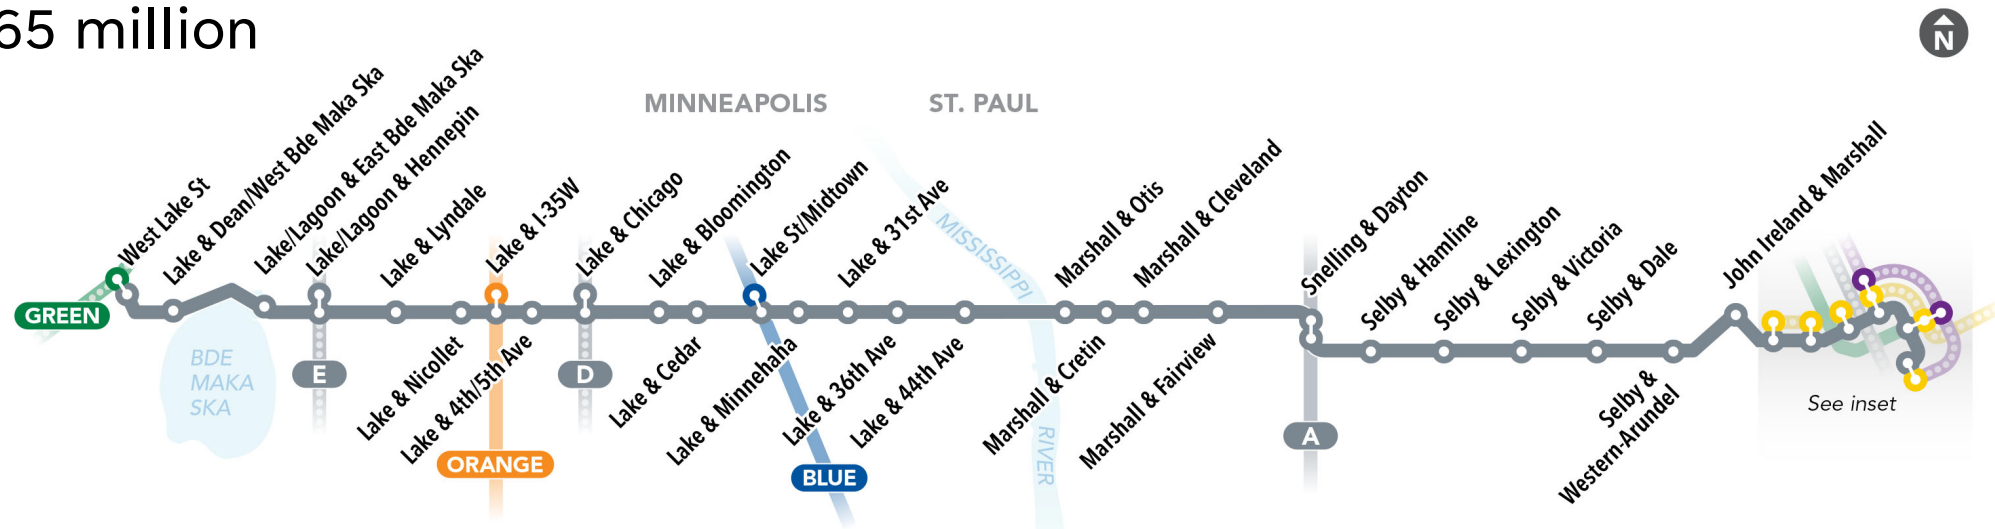 65 million
N
MINNEAPOLIS
ST. PAUL
West Lake St
Lake & Dean/West Bde Maka Ska
Lake/Lagoon & East Bde Maka Ska
Lake/Lagoon & Hennepin
Lake & Lyndale
Lake & Nicollet
Lake & I-35W
Lake & 4th/5th Ave
Lake & Chicago
Lake & Bloomington
Lake & Cedar
Lake St/Midtown
Lake & Minnehaha
Lake & 31st Ave
Lake & 36th Ave
Lake & 44th Ave
Marshall & Otis
Marshall & Cretin
Marshall & Cleveland
Marshall & Fairview
Snelling & Dayton
Selby & Hamline
Selby & Lexington
Selby & Victoria
Selby & Dale
Selby &
Western-Arundel
John Ireland & Marshall
GREEN
BDE
MAKA
SKA
E
ORANGE
D
BLUE
MISSISSIPPI
RIVER
A
See inset